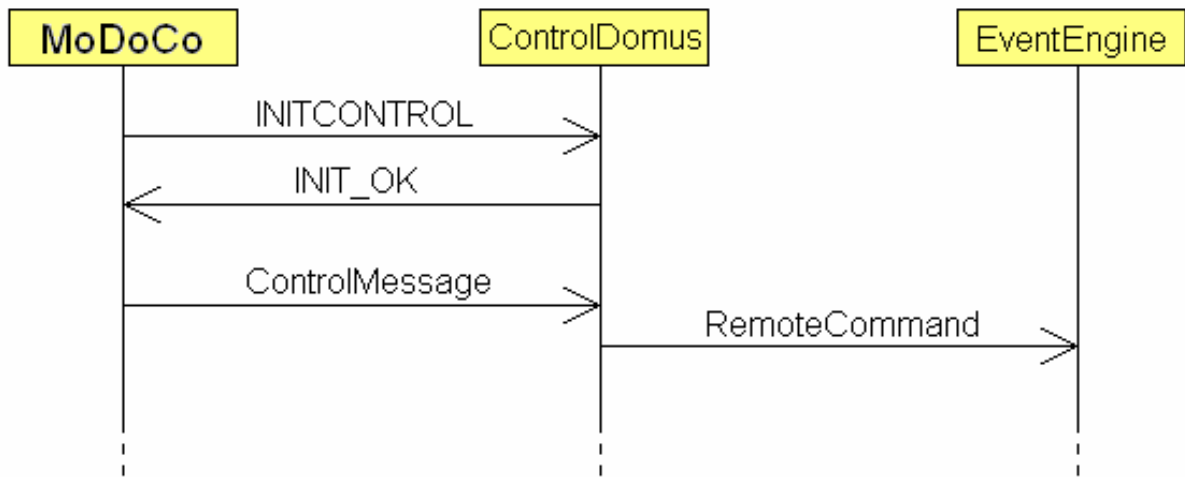 MoDoCo
ControlDomus
EventEngine
INITCONTROL
INIT_OK
ControlMessage
RemoteCommand